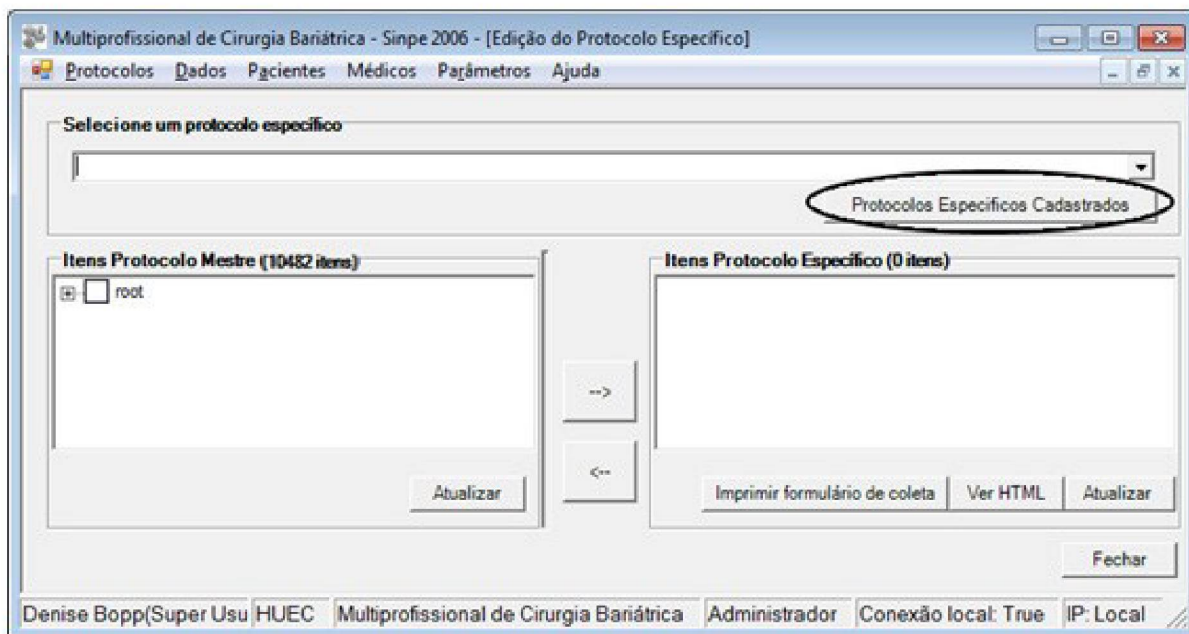 Multiprofissional de Cirurgia Bariátrica - Sinpe 2006 - [Edição do Protocolo Específico]
Protocolos Dados Pacientes Médicos Parâmetros Ajuda
Selecione um protocolo específico
Protocolos Especificos Cadastrados
Itens Protocolo Mestre (10482 itens)
root
Atualizar
-->
<--
Itens Protocolo Específico (0 itens)
Imprimir formulário de coleta Ver HTML Atualizar
Fechar
Denise Bopp(Super Usu HUEC Multiprofissional de Cirurgia Bariátrica Administrador Conexão local: True IP: Local